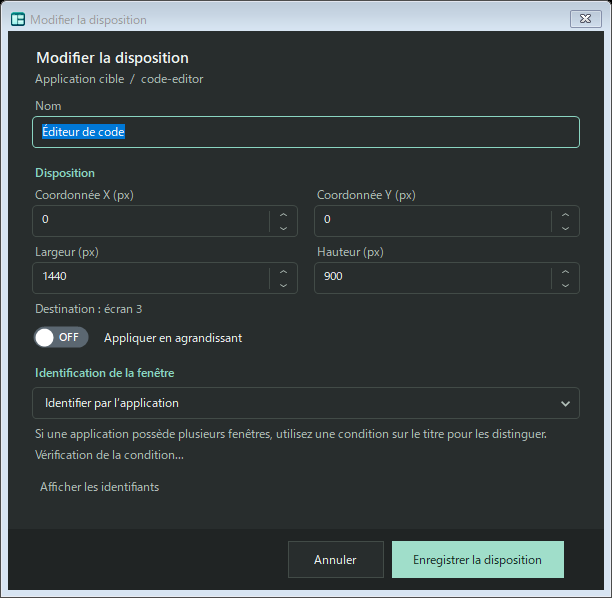 Modifier la disposition
Modifier la disposition
Application cible / code-editor
Nom
Éditeur de code
Disposition
Coordonnée X (px)
Coordonnée Y (px)
0
0
Largeur (px)
Hauteur (px)
1440
900
Destination : écran 3
OFF
Appliquer en agrandissant
Identification de la fenêtre
Identifier par l'application
Si une application possède plusieurs fenêtres, utilisez une condition sur le titre pour les distinguer.
Vérification de la condition...
Afficher les identifiants
Annuler
Enregistrer la disposition